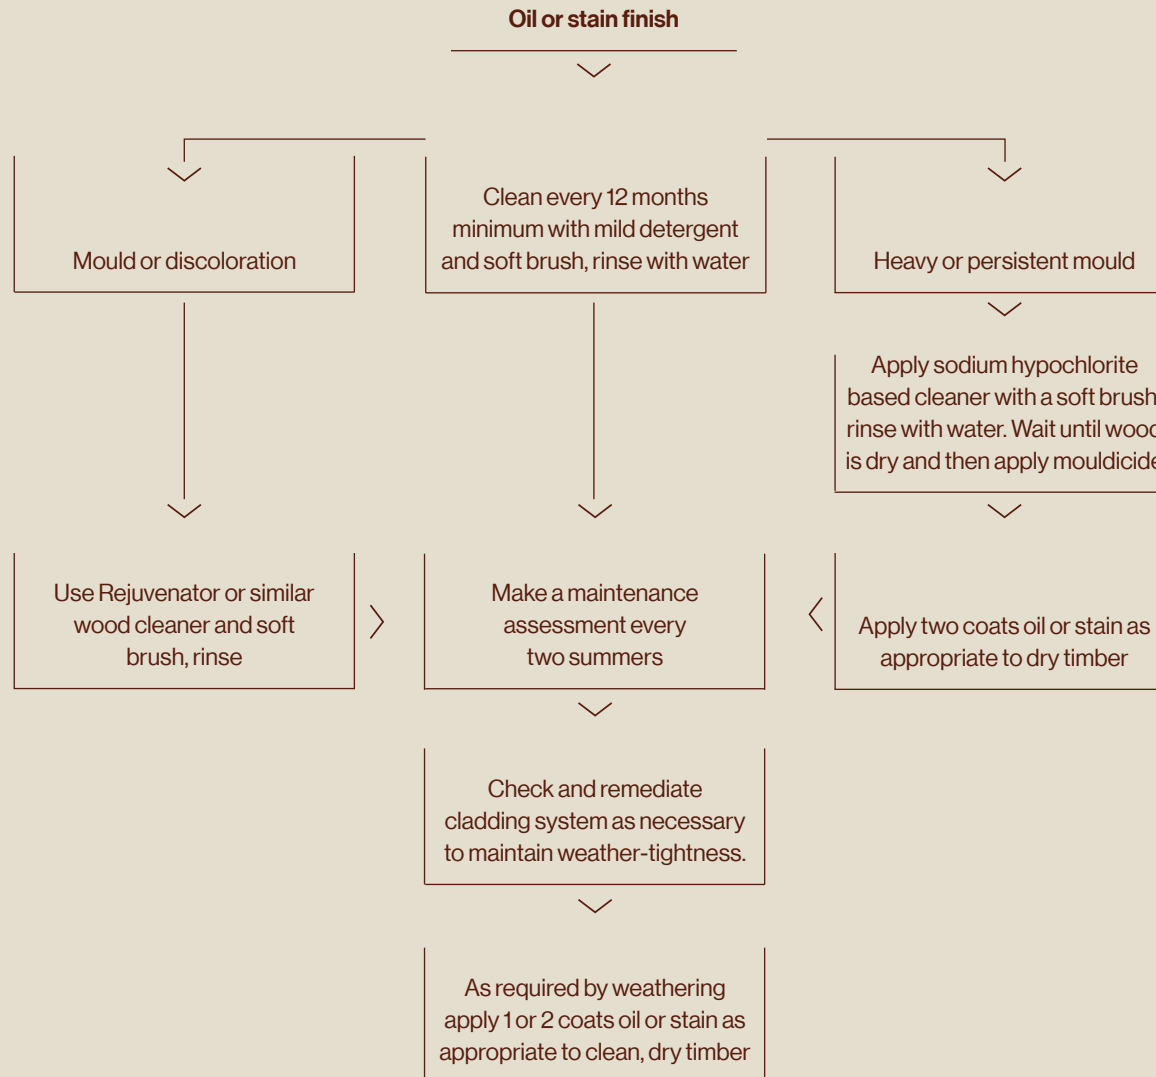 Oil or stain finish
Mould or discoloration
Clean every 12 months
minimum with mild detergent
and soft brush, rinse with water
Heavy or persistent mould
Apply sodium hypochlorite
based cleaner with a soft brush
rinse with water. Wait until wood
is dry and then apply mouldicide
Use Rejuvenator or similar
wood cleaner and soft
brush, rinse
Make a maintenance
assessment every
two summers
Apply two coats oil or stain as
appropriate to dry timber
Check and remediate
cladding system as necessary
to maintain weather-tightness.
As required by weathering
apply 1 or 2 coats oil or stain as
appropriate to clean, dry timber